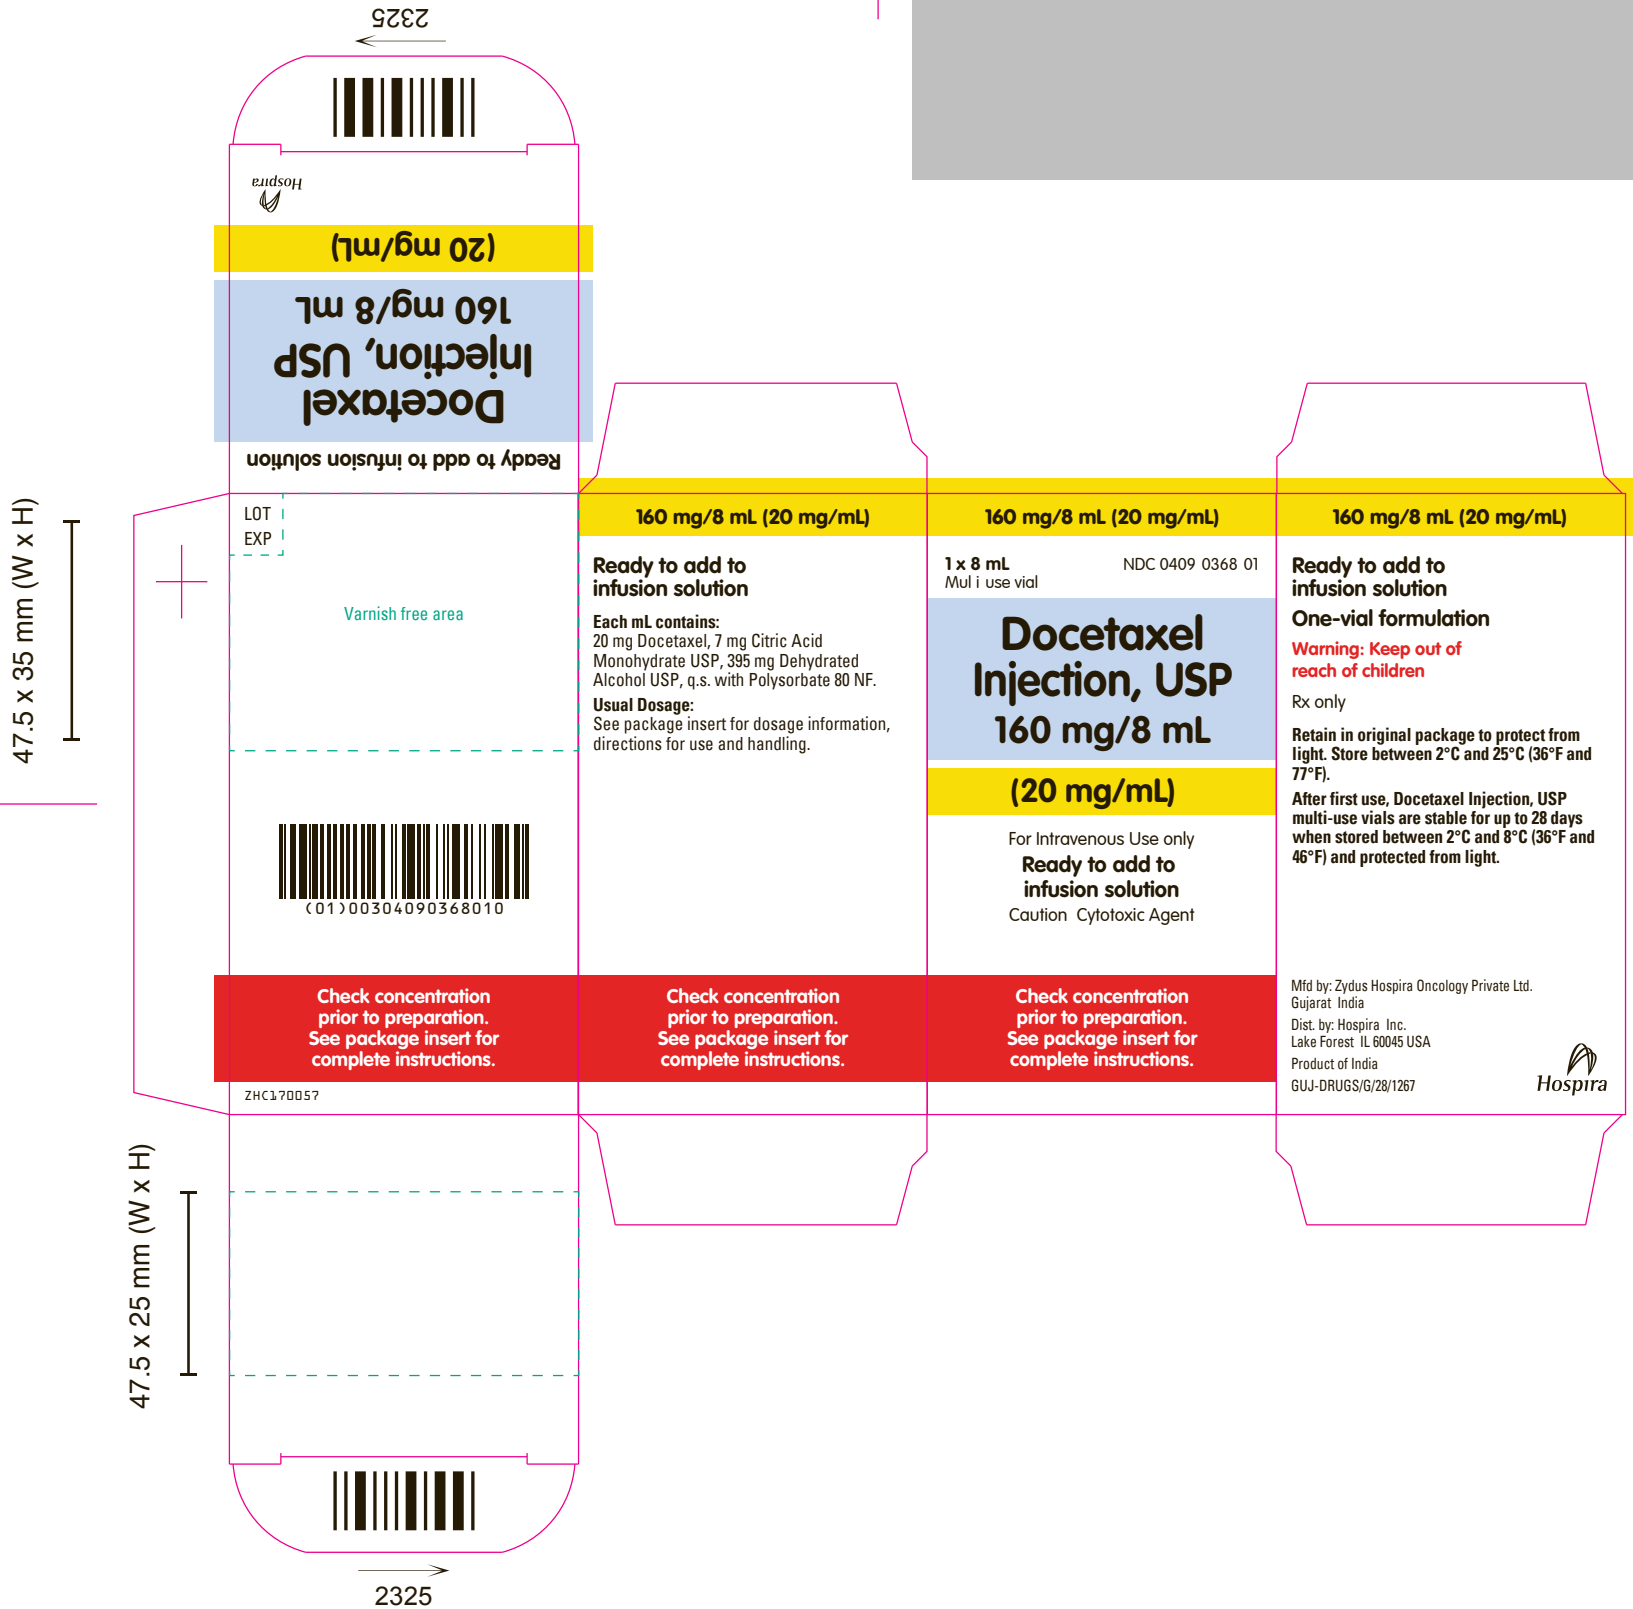 2325
Hospira
(20 mg/mL)
160 mg/8 mL
Injection, USP
Docetaxel
Ready to add to infusion solution
47.5 x 35 mm (W x H)
LOT
EXP
Varnish free area
(01)00304090368010
Check concentration
prior to preparation.
See package insert for
complete instructions.
ZHC170057
160 mg/8 mL (20 mg/mL)
Ready to add to
infusion solution
Each mL contains:
20 mg Docetaxel, 7 mg Citric Acid
Monohydrate USP, 395 mg Dehydrated
Alcohol USP, q.s. with Polysorbate 80 NF.
Usual Dosage:
See package insert for dosage information,
directions for use and handling.
Check concentration
prior to preparation.
See package insert for
complete instructions.
160 mg/8 mL (20 mg/mL)
1 x 8 mL
NDC 0409 0368 01
Mul i use vial
Docetaxel
Injection, USP
160 mg/8 mL
(20 mg/mL)
For Intravenous Use only
Ready to add to
infusion solution
Caution Cytotoxic Agent
Check concentration
prior to preparation.
See package insert for
complete instructions.
160 mg/8 mL (20 mg/mL)
Ready to add to
infusion solution
One-vial formulation
Warning: Keep out of
reach of children
Rx only
Retain in original package to protect from
light. Store between 2°C and 25°C (36°F and
77°F).
After first use, Docetaxel Injection, USP
multi-use vials are stable for up to 28 days
when stored between 2°C and 8°C (36°F and
46°F) and protected from light.
Mfd by: Zydus Hospira Oncology Private Ltd.
Gujarat India
Dist. by: Hospira Inc.
Lake Forest IL 60045 USA
Product of India
GUJ-DRUGS/G/28/1267
Hospira
47.5 x 25 mm (W x H)
2325